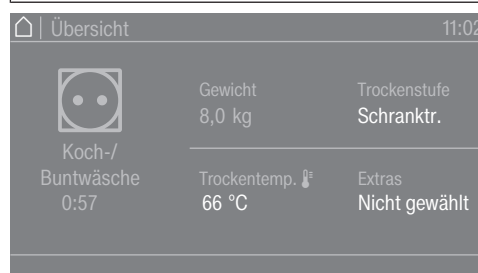 Übersicht 11:02
Koch-/
Buntwäsche
0:57
Gewicht
8,0 kg
Trockenstufe
Schranktr.
Trockentemp.
66 °C
Extras
Nicht gewählt